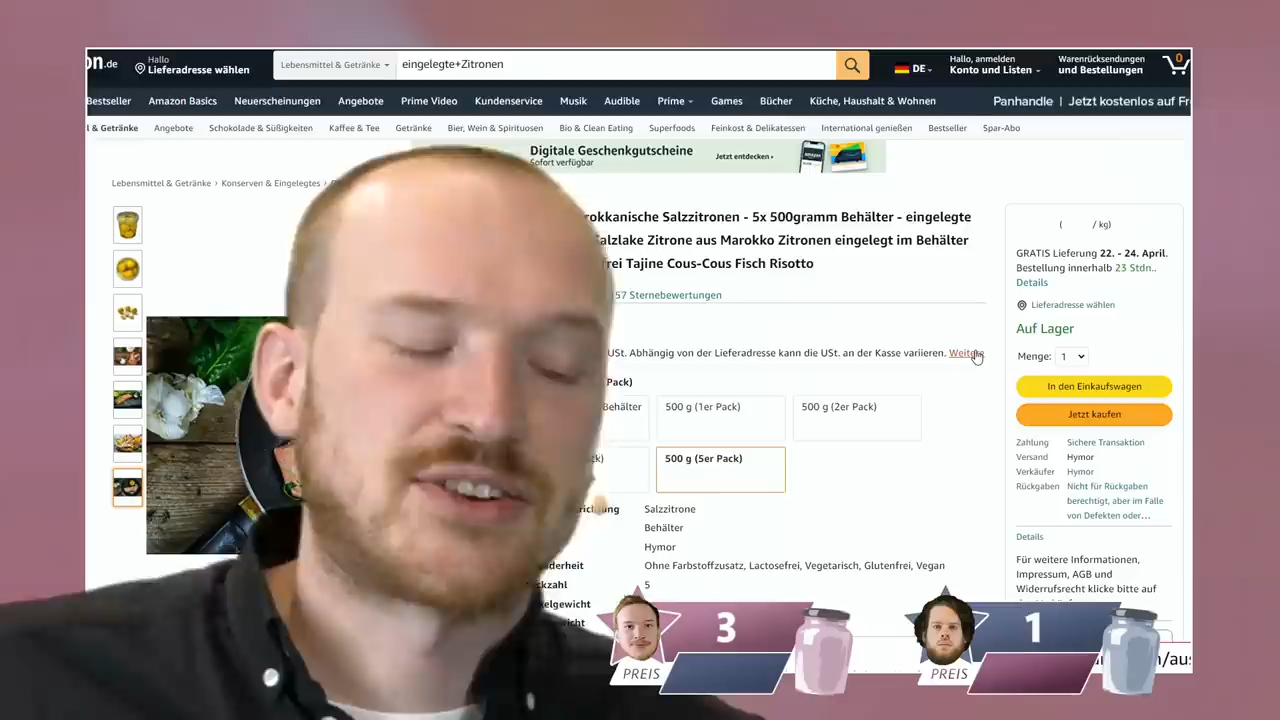 on.de
Hallo
Lieferadresse wählen
Lebensmittel & Getränke
eingelegte+Zitronen
DE
Hallo, anmelden
Konto und Listen
Warenrücksendungen
und Bestellungen
0
Bestseller
Amazon Basics
Neuerscheinungen
Angebote
Prime Video
Kundenservice
Musik
Audible
Prime
Games
Bücher
Küche, Haushalt & Wohnen
Panhandle | Jetzt kostenlos auf Fr
l & Getränke
Angebote
Schokolade & Süßigkeiten
Kaffee & Tee
Getränke
Bier, Wein & Spirituosen
Bio & Clean Eating
Superfoods
Feinkost & Delikatessen
International genießen
Bestseller
Spar-Abo
Digitale Geschenkgutscheine
Sofort verfügbar
Jetzt entdecken ›
Lebensmittel & Getränke › Konserven & Eingelegtes ›
rokkanische Salzzitronen - 5x 500gramm Behälter - eingelegte
Salzlake Zitrone aus Marokko Zitronen eingelegt im Behälter
frei Tajine Cous-Cous Fisch Risotto
57 Sternebewertungen
USt. Abhängig von der Lieferadresse kann die USt. an der Kasse variieren. Weitere
Pack)
Behälter
500 g (1er Pack)
500 g (2er Pack)
ck)
500 g (5er Pack)
Salzzitrone
Behälter
Hymor
Ohne Farbstoffzusatz, Lactosefrei, Vegetarisch, Glutenfrei, Vegan
5
( / kg)
GRATIS Lieferung 22. - 24. April.
Bestellung innerhalb 23 Stdn..
Details
Lieferadresse wählen
Auf Lager
Menge: 1
In den Einkaufswagen
Jetzt kaufen
Zahlung Sichere Transaktion
Versand Hymor
Verkäufer Hymor
Rückgaben Nicht für Rückgaben
berechtigt, aber im Falle
von Defekten oder…
Details
Für weitere Informationen,
Impressum, AGB und
Widerrufsrecht klicke bitte auf
3
PREIS
1
PREIS